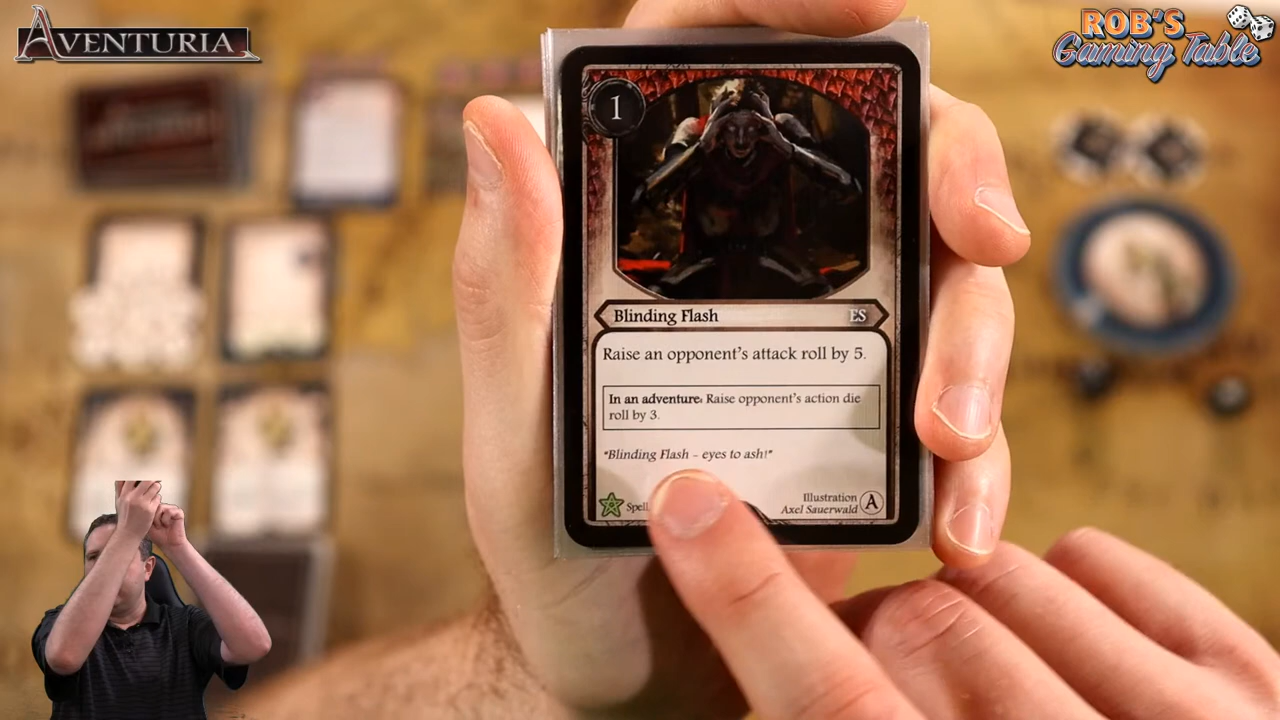 AVENTURIA
ROB'S
Gaming Table
1
Blinding Flash ES
Raise an opponent's attack roll by 5.
In an adventure: Raise opponent's action die
roll by 3.
"Blinding Flash – eyes to ash!"
Spell
Illustration
Axel Sauerwald
A